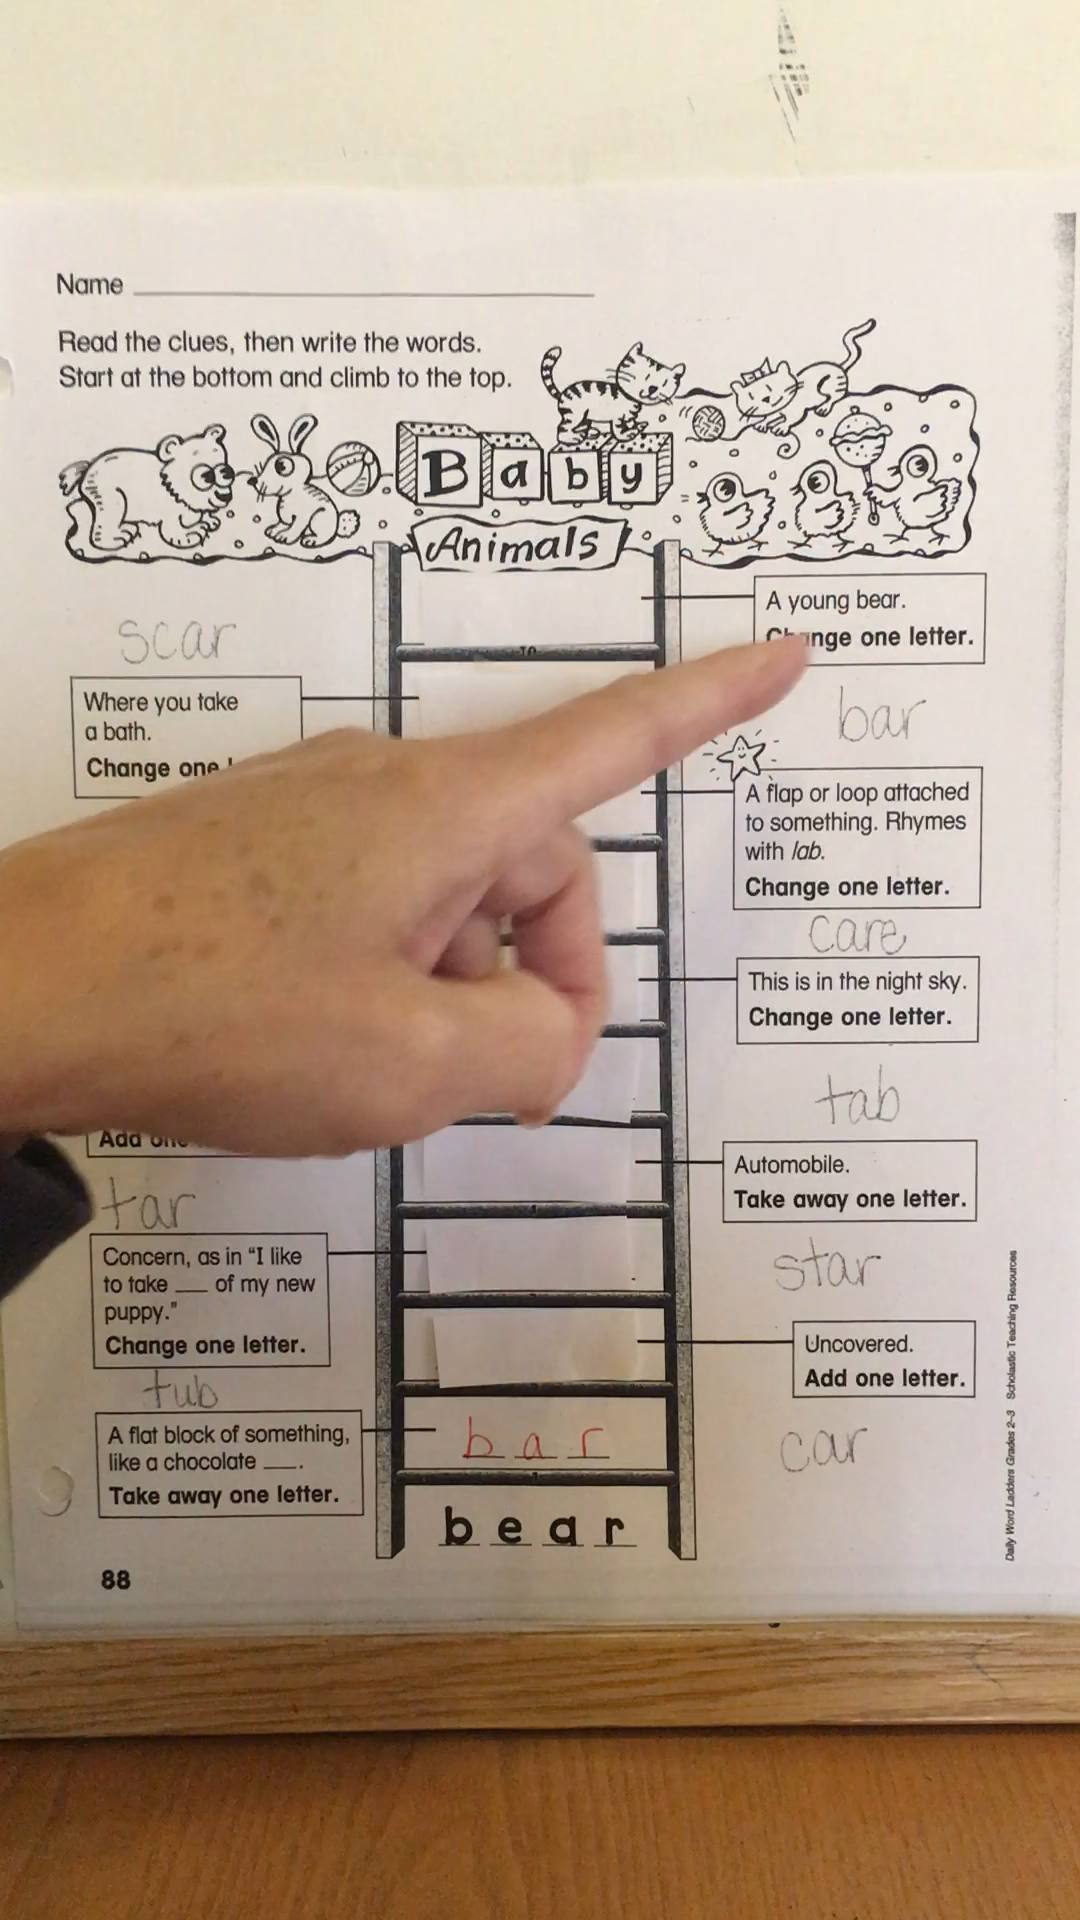 Name
Read the clues, then write the words.
Start at the bottom and climb to the top.
Baby
Animals
A young bear.
Change one letter.
scar
Where you take
a bath.
Change one
bar
A flap or loop attached
to something. Rhymes
with lab.
Change one letter.
care
This is in the night sky.
Change one letter.
tab
Add one
Automobile.
Take away one letter.
tar
Concern, as in “I like
to take ___ of my new
puppy.”
Change one letter.
star
Uncovered.
Add one letter.
tub
A flat block of something,
like a chocolate ___.
Take away one letter.
bar
car
bear
88
Daily Word Ladders Grades 2–3 Scholastic Teaching Resources